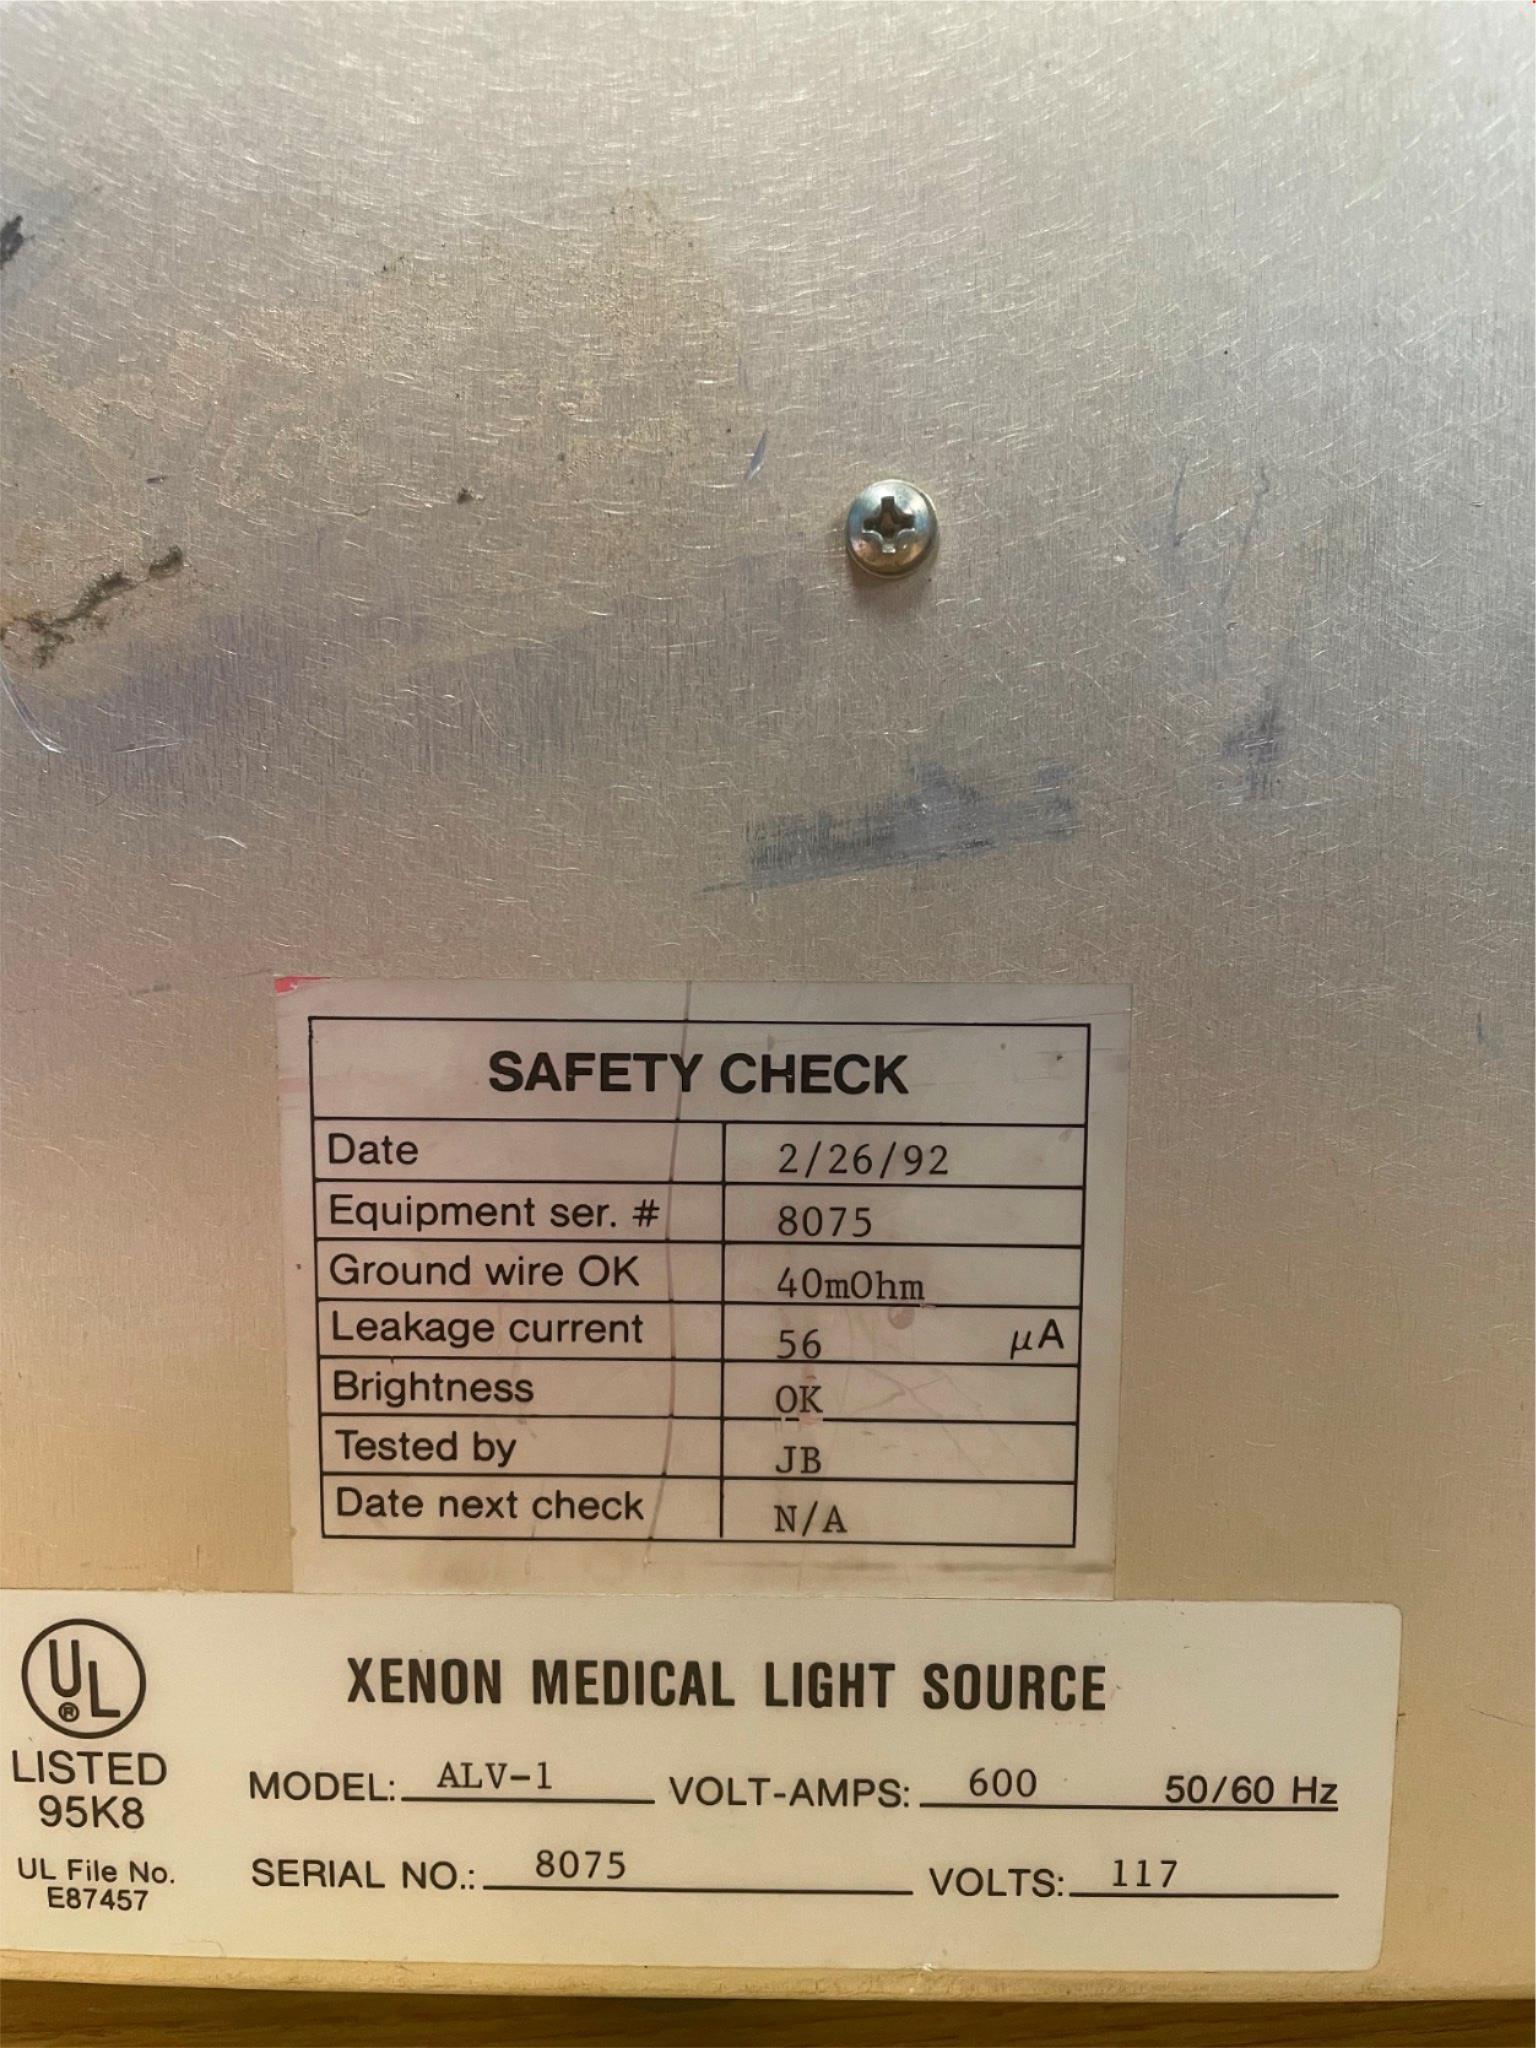 SAFETY CHECK
Date 2/26/92
Equipment ser. # 8075
Ground wire OK 40mOhm
Leakage current 56 μA
Brightness OK
Tested by JB
Date next check N/A
UL ®
LISTED
95K8
UL File No.
E87457
XENON MEDICAL LIGHT SOURCE
MODEL: ALV-1 VOLT-AMPS: 600 50/60 Hz
SERIAL NO.: 8075 VOLTS: 117